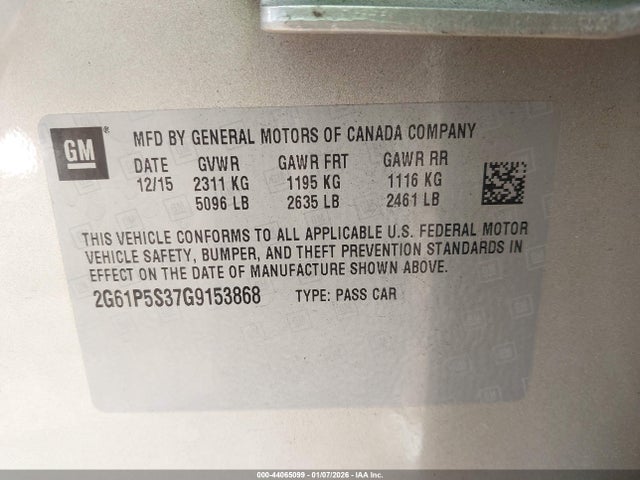 GM®
MFD BY GENERAL MOTORS OF CANADA COMPANY
DATE GVWR GAWR FRT GAWR RR
12/15 2311 KG 1195 KG 1116 KG
5096 LB 2635 LB 2461 LB
THIS VEHICLE CONFORMS TO ALL APPLICABLE U.S. FEDERAL MOTOR
VEHICLE SAFETY, BUMPER, AND THEFT PREVENTION STANDARDS IN
EFFECT ON THE DATE OF MANUFACTURE SHOWN ABOVE.
2G61P5S37G9153868 TYPE: PASS CAR
000-44065099 - 01/07/2026 - IAA Inc.